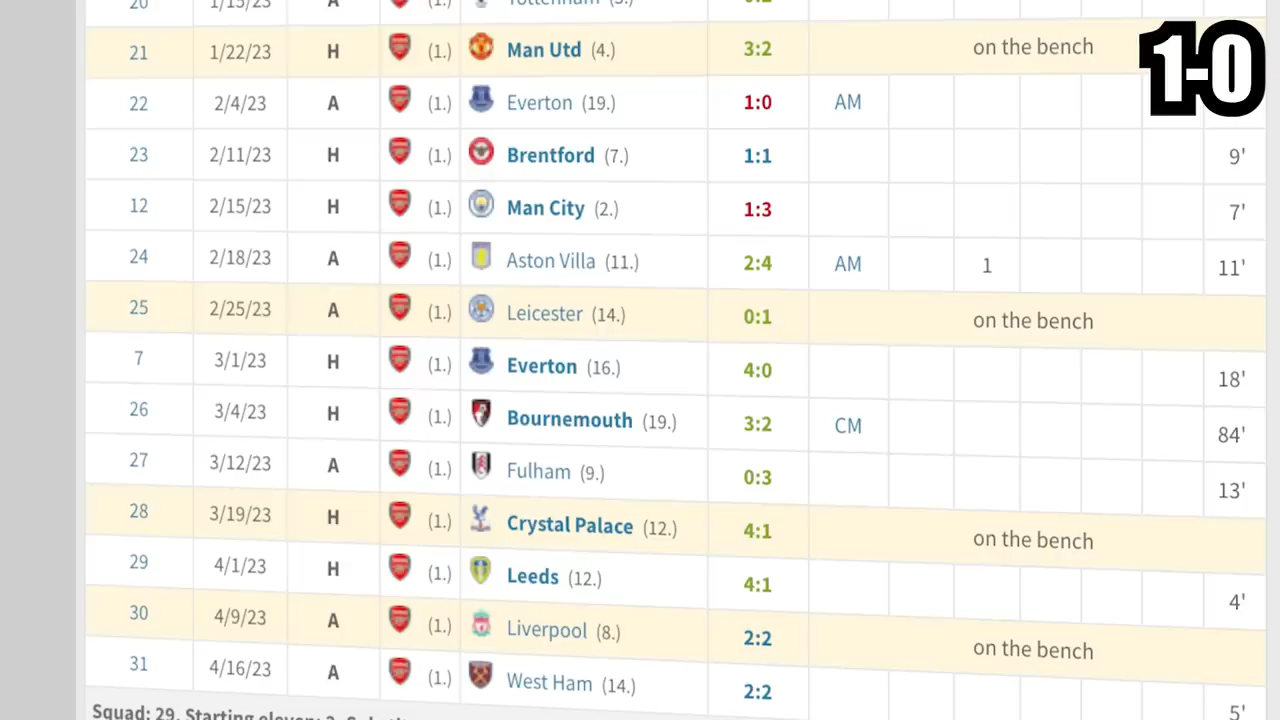 20 1/15/23 A (1.) Tottenham (5.) 0:2
21 1/22/23 H (1.) Man Utd (4.) 3:2 on the bench
1-0
22 2/4/23 A (1.) Everton (19.) 1:0 AM
23 2/11/23 H (1.) Brentford (7.) 1:1 9'
12 2/15/23 H (1.) Man City (2.) 1:3 7'
24 2/18/23 A (1.) Aston Villa (11.) 2:4 AM 1 11'
25 2/25/23 A (1.) Leicester (14.) 0:1 on the bench
7 3/1/23 H (1.) Everton (16.) 4:0 18'
26 3/4/23 H (1.) Bournemouth (19.) 3:2 CM 84'
27 3/12/23 A (1.) Fulham (9.) 0:3 13'
28 3/19/23 H (1.) Crystal Palace (12.) 4:1 on the bench
29 4/1/23 H (1.) Leeds (12.) 4:1 4'
30 4/9/23 A (1.) Liverpool (8.) 2:2 on the bench
31 4/16/23 A (1.) West Ham (14.) 2:2 5'
Squad: 29, Starting eleven: